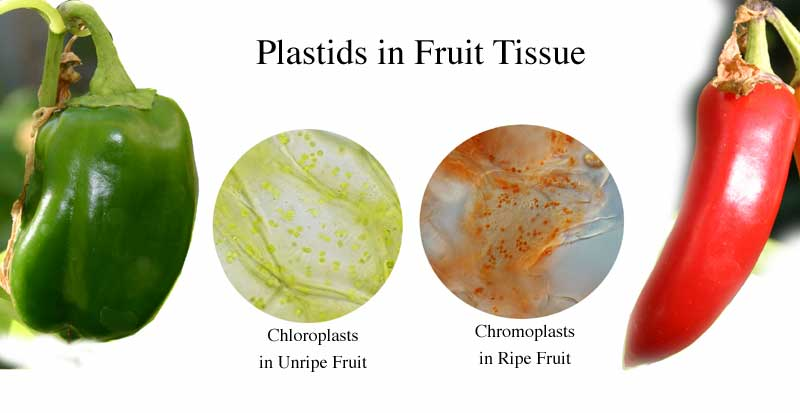 Plastids in Fruit Tissue
Chloroplasts
in Unripe Fruit
Chromoplasts
in Ripe Fruit